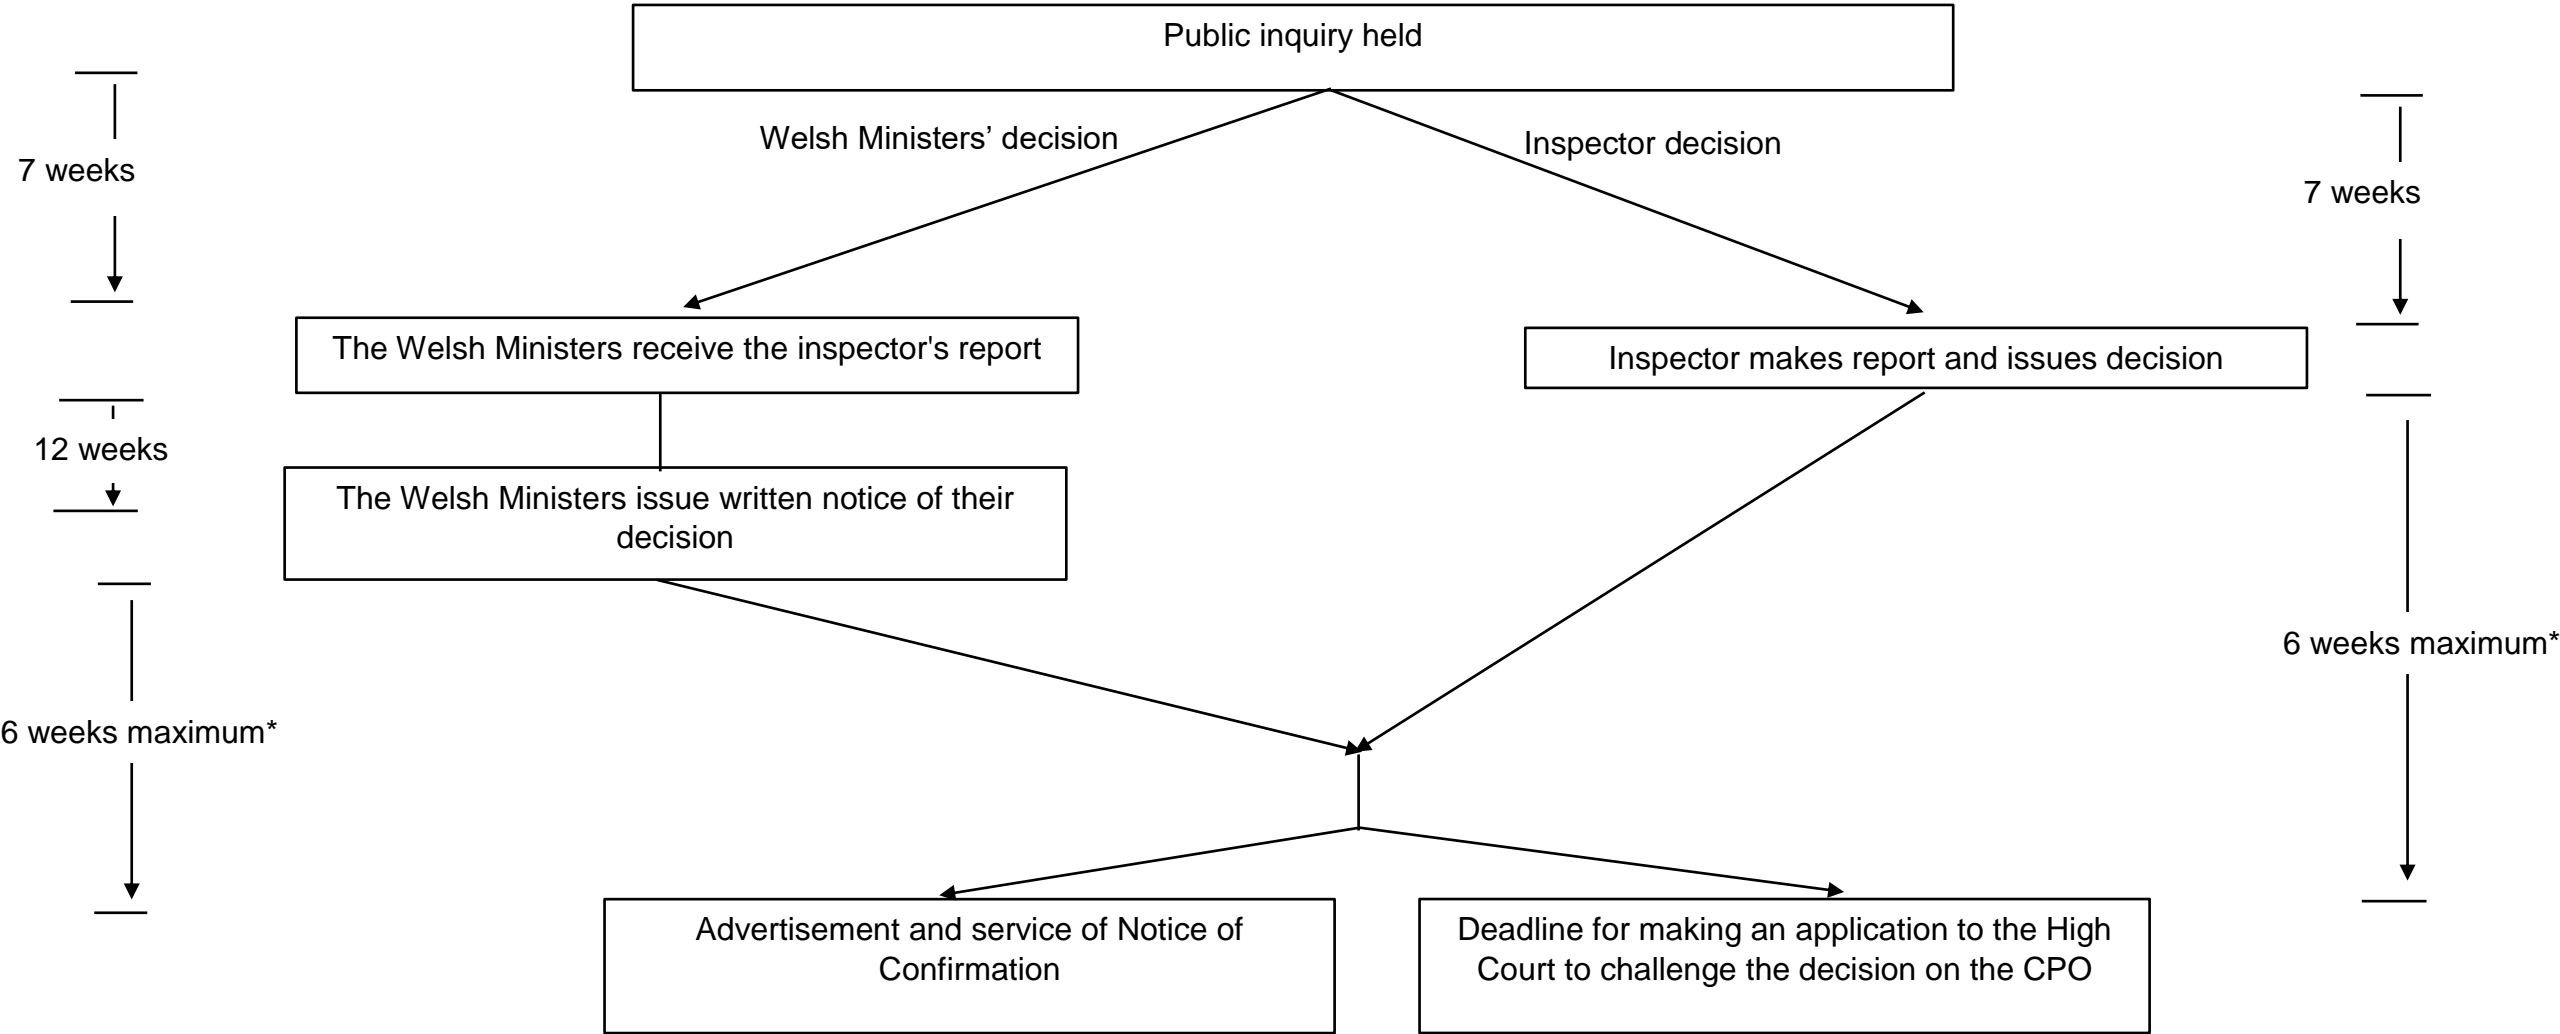 Public inquiry held
Welsh Ministers’ decision
Inspector decision
7 weeks
7 weeks
The Welsh Ministers receive the inspector's report
Inspector makes report and issues decision
12 weeks
The Welsh Ministers issue written notice of their
decision
6 weeks maximum*
6 weeks maximum*
Advertisement and service of Notice of
Confirmation
Deadline for making an application to the High
Court to challenge the decision on the CPO